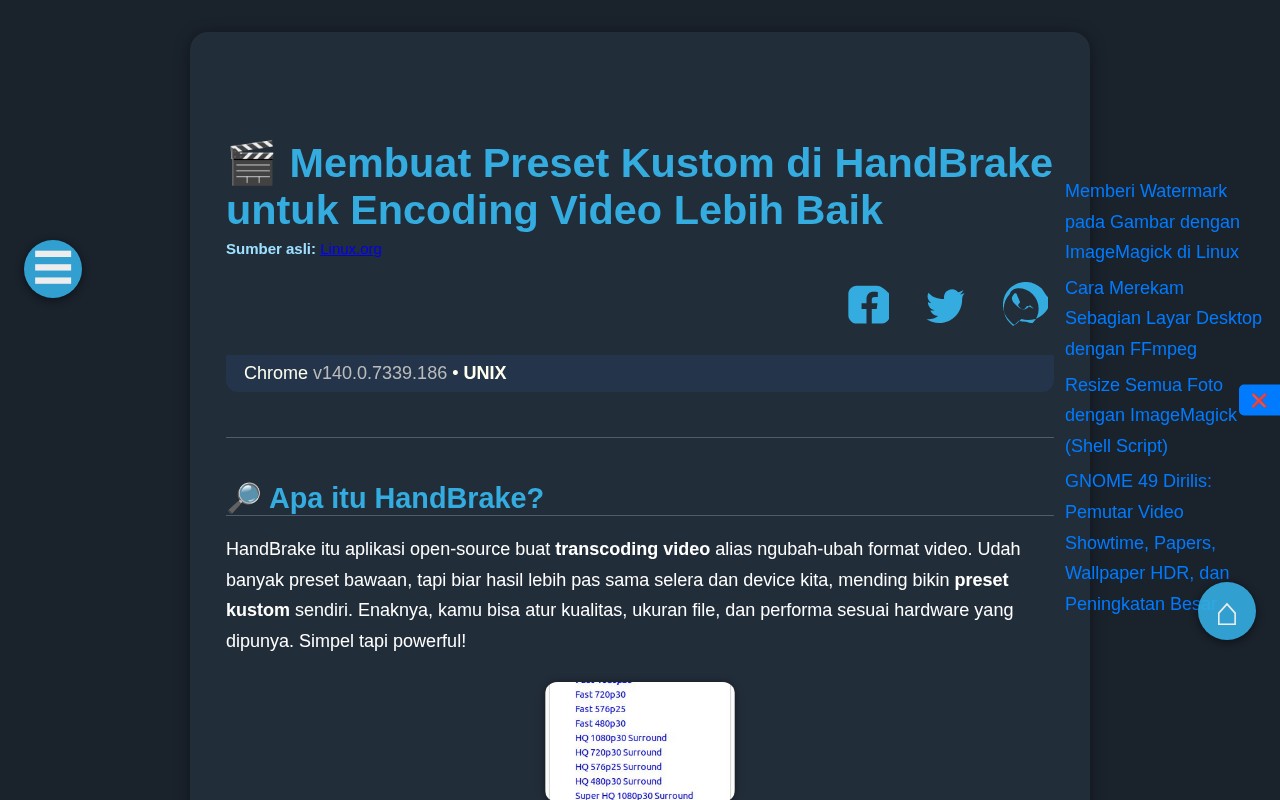 🎬 Membuat Preset Kustom di HandBrake
untuk Encoding Video Lebih Baik
Sumber asli: Linux.org
Chrome v140.0.7339.186 • UNIX
🔎 Apa itu HandBrake?
HandBrake itu aplikasi open-source buat transcoding video alias ngubah-ubah format video. Udah
banyak preset bawaan, tapi biar hasil lebih pas sama selera dan device kita, mending bikin preset
kustom sendiri. Enaknya, kamu bisa atur kualitas, ukuran file, dan performa sesuai hardware yang
dipunya. Simpel tapi powerful!
Fast 720p30
Fast 576p25
Fast 480p30
HQ 1080p30 Surround
HQ 720p30 Surround
HQ 576p25 Surround
HQ 480p30 Surround
Super HQ 1080p30 Surround
Memberi Watermark
pada Gambar dengan
ImageMagick di Linux
Cara Merekam
Sebagian Layar Desktop
dengan FFmpeg
Resize Semua Foto
dengan ImageMagick
(Shell Script)
GNOME 49 Dirilis:
Pemutar Video
Showtime, Papers,
Wallpaper HDR, dan
Peningkatan